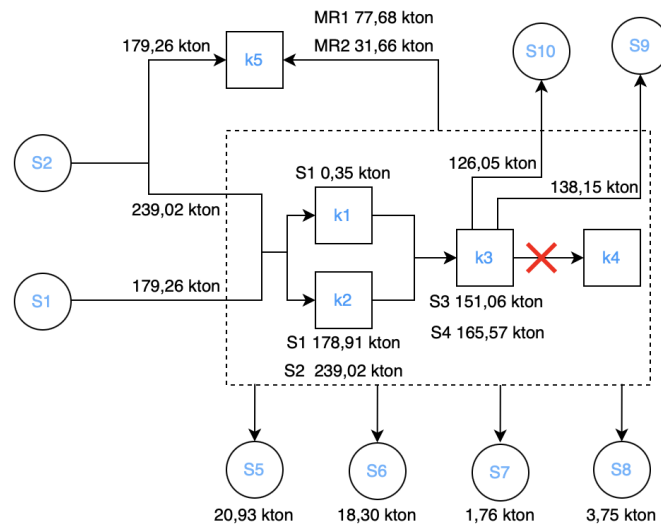 MR1 77,68 kton
179,26 kton
MR2 31,66 kton
k5
S10
S9
S2
S1 0,35 kton
126,05 kton
138,15 kton
239,02 kton
k1
k3
k4
S1
179,26 kton
k2
S3 151,06 kton
S4 165,57 kton
S1 178,91 kton
S2 239,02 kton
S5
S6
S7
S8
20,93 kton
18,30 kton
1,76 kton
3,75 kton